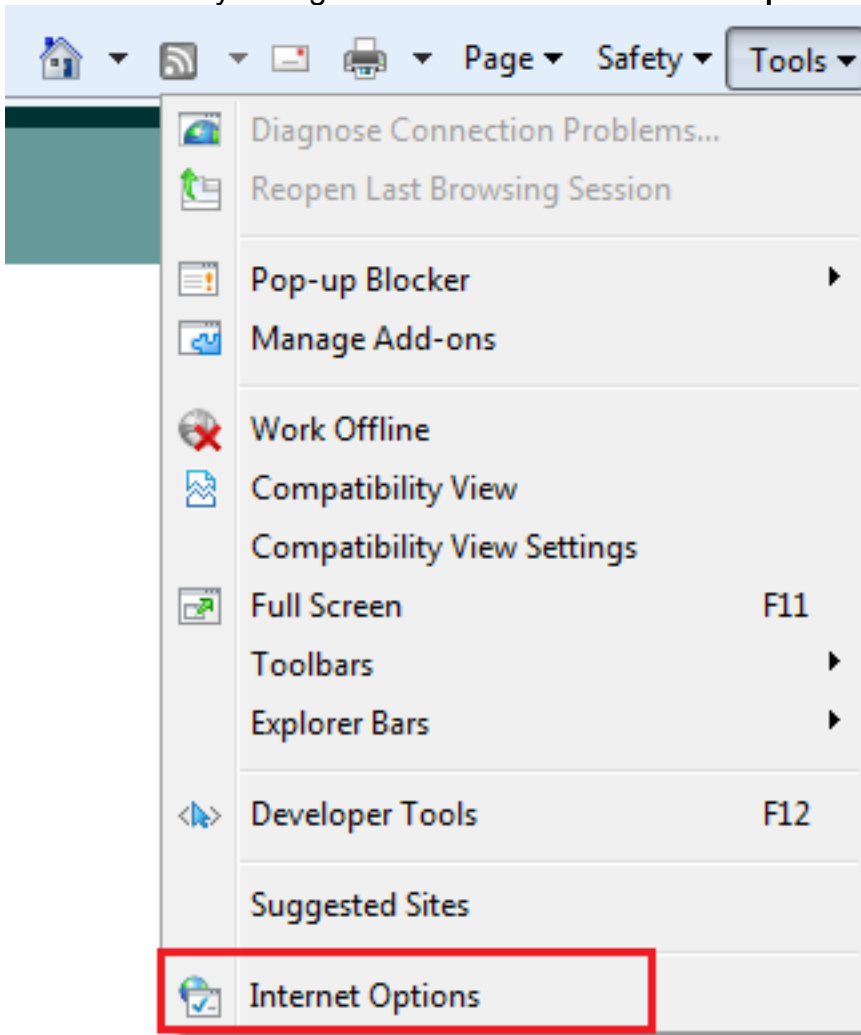 Page Safety Tools
Diagnose Connection Problems...
Reopen Last Browsing Session
Pop-up Blocker
Manage Add-ons
Work Offline
Compatibility View
Compatibility View Settings
Full Screen F11
Toolbars
Explorer Bars
Developer Tools F12
Suggested Sites
Internet Options